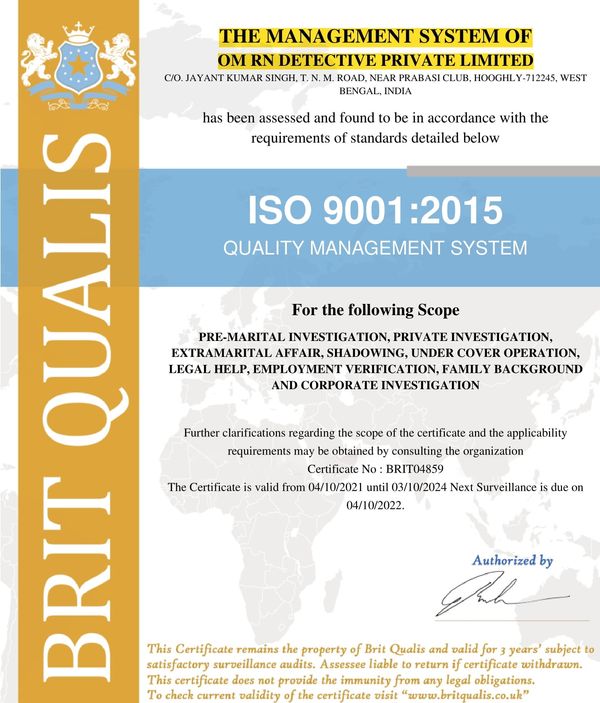 BRIT QUALIS
THE MANAGEMENT SYSTEM OF
OM RN DETECTIVE PRIVATE LIMITED
C/O. JAYANT KUMAR SINGH, T. N. M. ROAD, NEAR PRABASI CLUB, HOOGHLY-712245, WEST
BENGAL, INDIA
has been assessed and found to be in accordance with the
requirements of standards detailed below
ISO 9001:2015
QUALITY MANAGEMENT SYSTEM
For the following Scope
PRE-MARITAL INVESTIGATION, PRIVATE INVESTIGATION,
EXTRAMARITAL AFFAIR, SHADOWING, UNDER COVER OPERATION,
LEGAL HELP, EMPLOYMENT VERIFICATION, FAMILY BACKGROUND
AND CORPORATE INVESTIGATION
Further clarifications regarding the scope of the certificate and the applicability
requirements may be obtained by consulting the organization
Certificate No : BRIT04859
The Certificate is valid from 04/10/2021 until 03/10/2024 Next Surveillance is due on
04/10/2022.
Authorized by
This Certificate remains the property of Brit Qualis and valid for 3 years' subject to
satisfactory surveillance audits. Assessee liable to return if certificate withdrawn.
This certificate does not provide the immunity from any legal obligations.
To check current validity of the certificate visit "www.britqualis.co.uk"